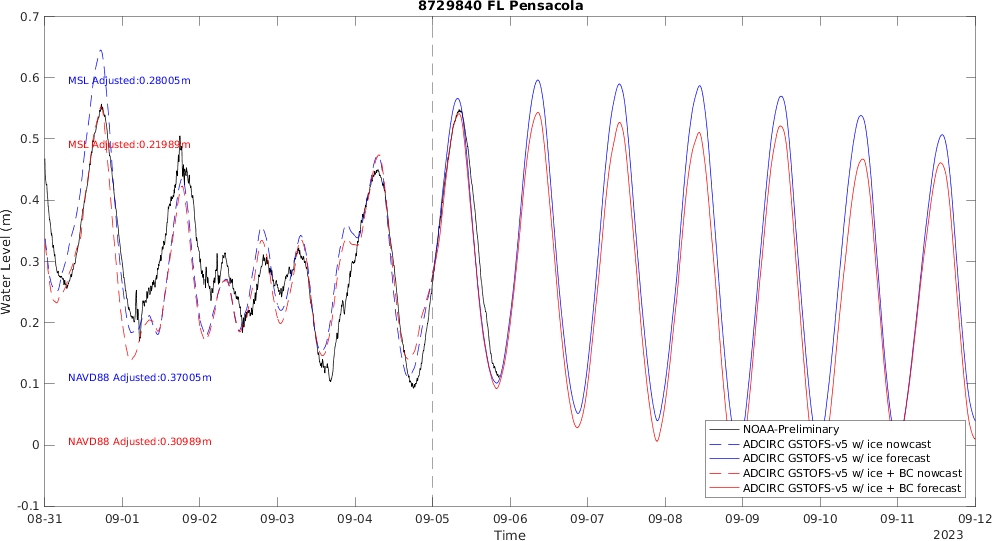 8729840 FL Pensacola
0.7
0.6
0.5
0.4
0.3
0.2
0.1
0
-0.1
Water Level (m)
MSL Adjusted:0.28005m
MSL Adjusted:0.21989m
NAVD88 Adjusted:0.37005m
NAVD88 Adjusted:0.30989m
NOAA-Preliminary
ADCIRC GSTOFS-v5 w/ ice nowcast
ADCIRC GSTOFS-v5 w/ ice forecast
ADCIRC GSTOFS-v5 w/ ice + BC nowcast
ADCIRC GSTOFS-v5 w/ ice + BC forecast
08-31 09-01 09-02 09-03 09-04 09-05 09-06 09-07 09-08 09-09 09-10 09-11 09-12
Time
2023